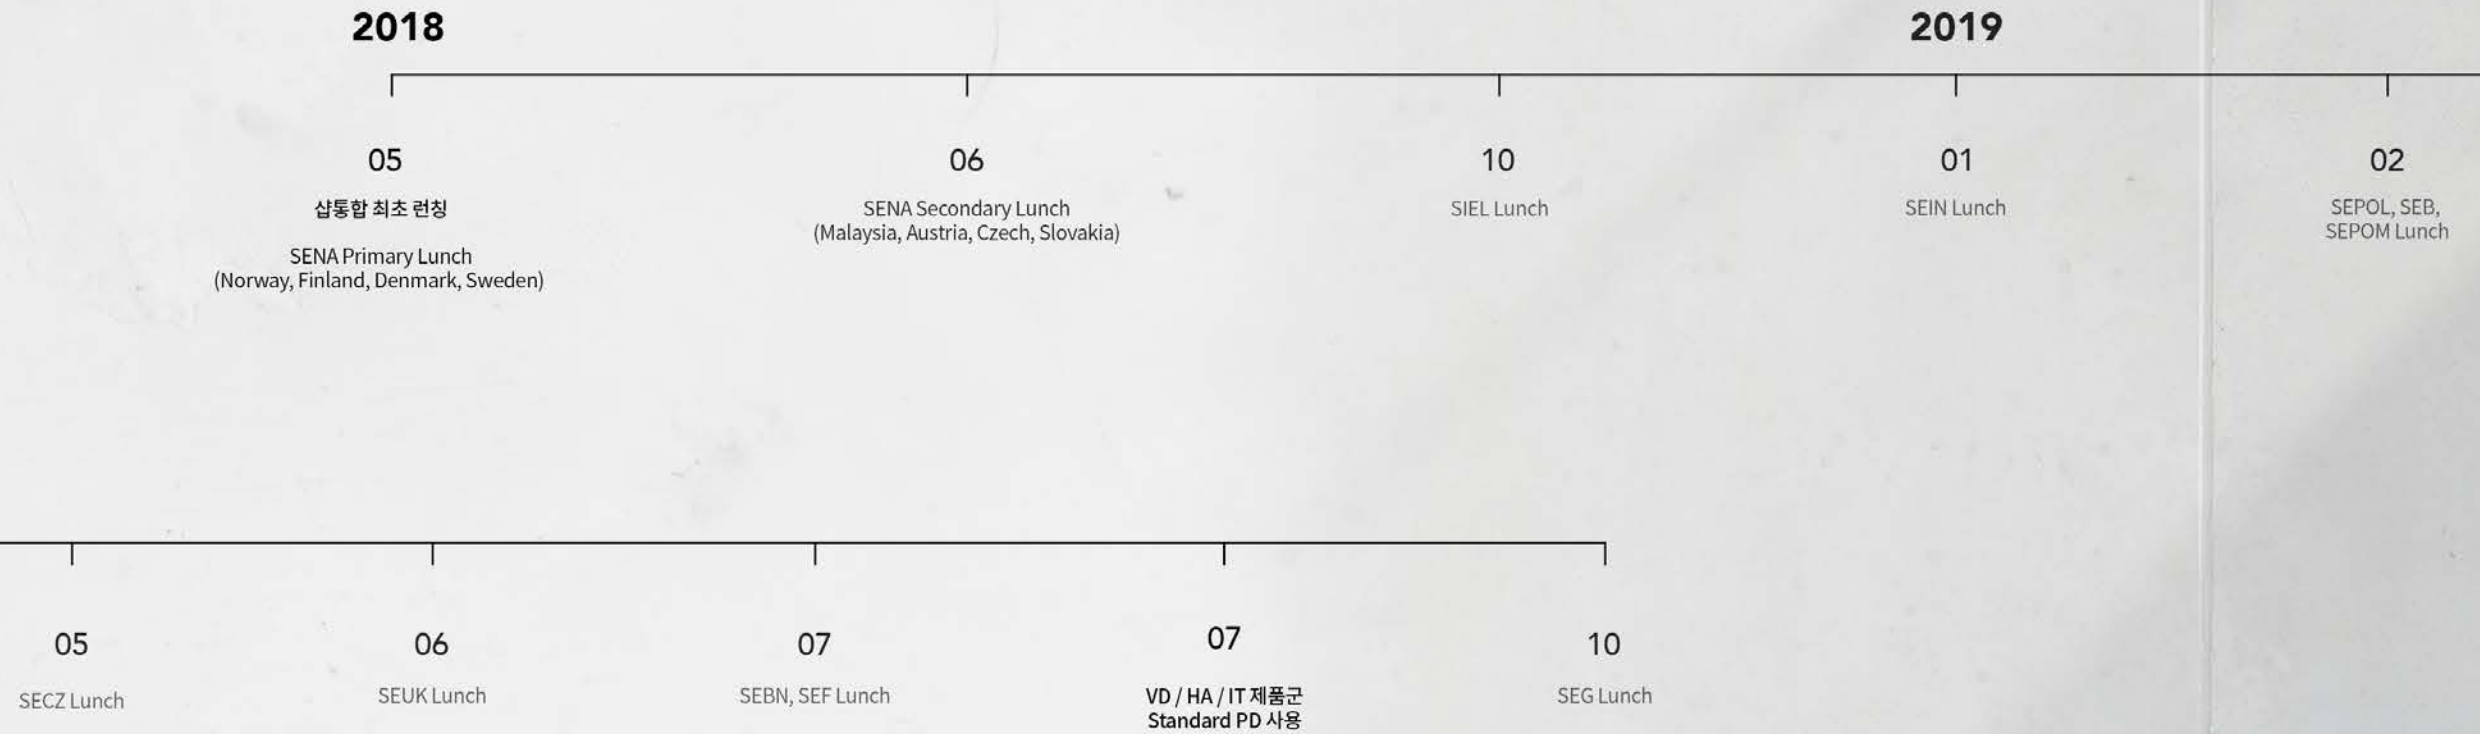 2018
2019
05
06
10
01
02
샵통합 최초 런칭
SENA Primary Lunch
(Norway, Finland, Denmark, Sweden)
SENA Secondary Lunch
(Malaysia, Austria, Czech, Slovakia)
SIEL Lunch
SEIN Lunch
SEPOL, SEB,
SEPOM Lunch
05
06
07
07
10
SECZ Lunch
SEUK Lunch
SEBN, SEF Lunch
VD / HA / IT 제품군
Standard PD 사용
SEG Lunch